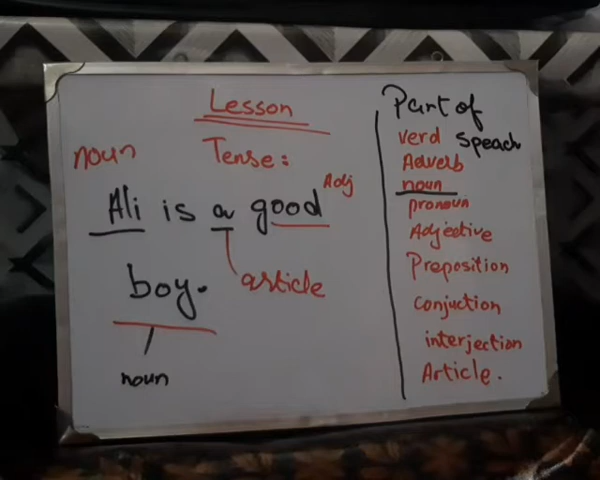 Lesson
noun Tense:
Adj
Ali is a good
article
boy.
noun
Part of
Speach
verd
Adverb
noun
pronoun
Adjective
Preposition
conjuction
interjection
Article.